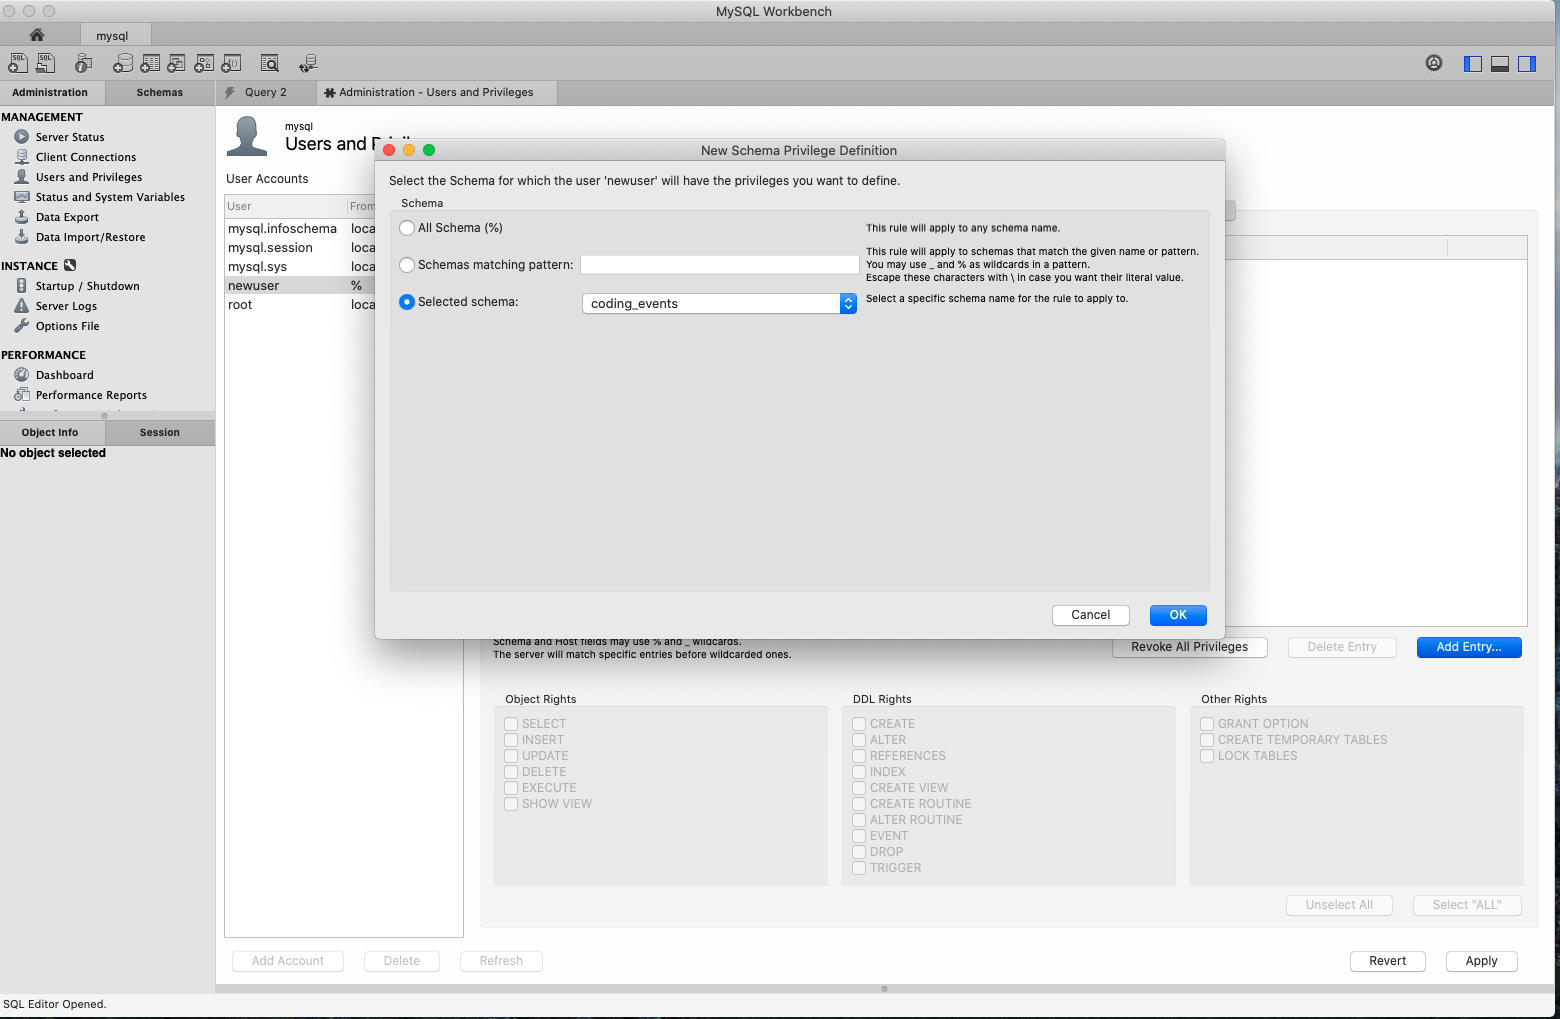 MySQL Workbench
mysql
Administration
Schemas
Query 2
Administration - Users and Privileges
MANAGEMENT
Server Status
Client Connections
Users and Privileges
Status and System Variables
Data Export
Data Import/Restore
INSTANCE
Startup / Shutdown
Server Logs
Options File
PERFORMANCE
Dashboard
Performance Reports
Object Info
Session
No object selected
mysql
Users and
User Accounts
User From
mysql.infoschema loca
mysql.session loca
mysql.sys loca
newuser %
root loca
New Schema Privilege Definition
Select the Schema for which the user 'newuser' will have the privileges you want to define.
Schema
All Schema (%)
This rule will apply to any schema name.
Schemas matching pattern:
This rule will apply to schemas that match the given name or pattern.
You may use _ and % as wildcards in a pattern.
Escape these characters with \ in case you want their literal value.
Selected schema:
coding_events
Select a specific schema name for the rule to apply to.
Cancel
OK
Schema and Host fields may use % and _ wildcards.
The server will match specific entries before wildcarded ones.
Revoke All Privileges
Delete Entry
Add Entry...
Object Rights
SELECT
INSERT
UPDATE
DELETE
EXECUTE
SHOW VIEW
DDL Rights
CREATE
ALTER
REFERENCES
INDEX
CREATE VIEW
CREATE ROUTINE
ALTER ROUTINE
EVENT
DROP
TRIGGER
Other Rights
GRANT OPTION
CREATE TEMPORARY TABLES
LOCK TABLES
Unselect All
Select "ALL"
Add Account
Delete
Refresh
Revert
Apply
SQL Editor Opened.